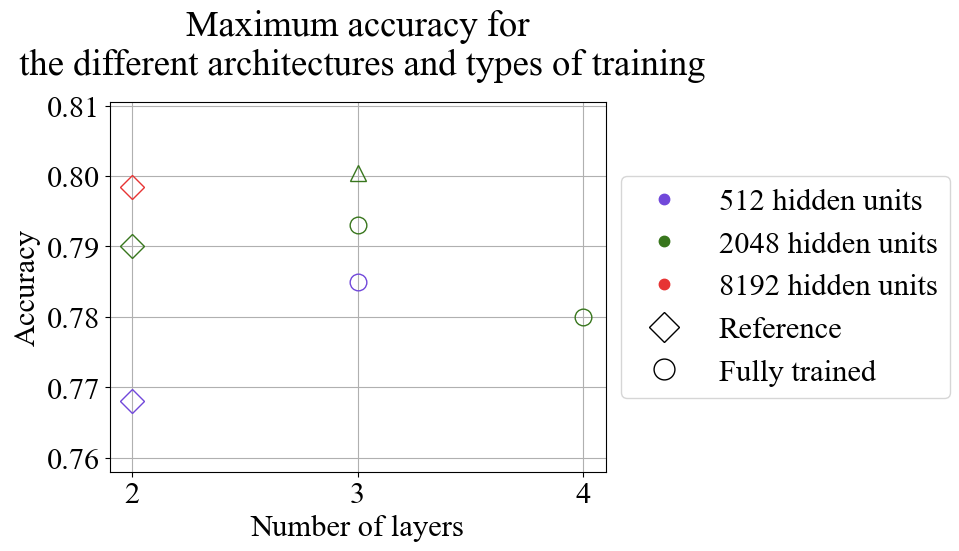 Maximum accuracy for
the different architectures and types of training
0.81
0.80
0.79
0.78
0.77
0.76
Accuracy
2
3
4
Number of layers
512 hidden units
2048 hidden units
8192 hidden units
Reference
Fully trained